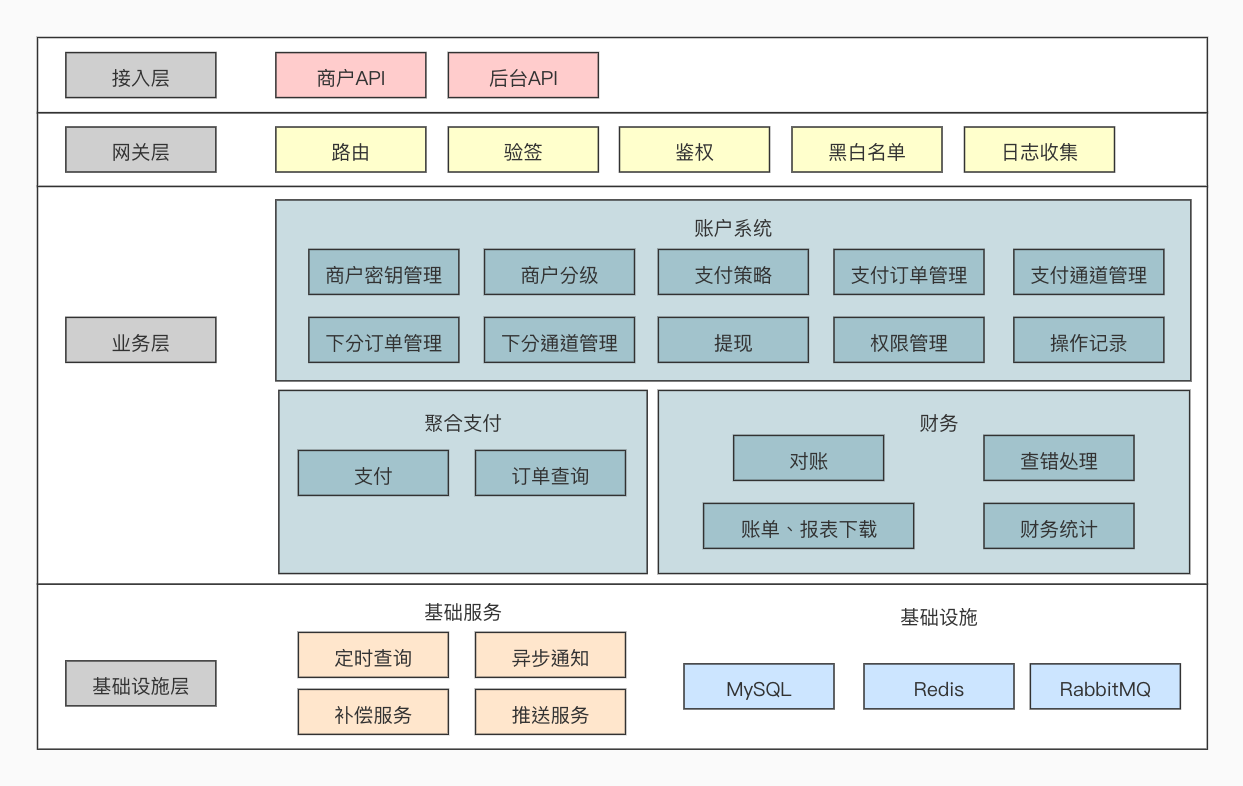 接入层
商户API
后台API
网关层
路由
验签
鉴权
黑白名单
日志收集
业务层
账户系统
商户密钥管理
商户分级
支付策略
支付订单管理
支付通道管理
下分订单管理
下分通道管理
提现
权限管理
操作记录
聚合支付
支付
订单查询
财务
对账
查错处理
账单、报表下载
财务统计
基础设施层
基础服务
定时查询
异步通知
补偿服务
推送服务
基础设施
MySQL
Redis
RabbitMQ